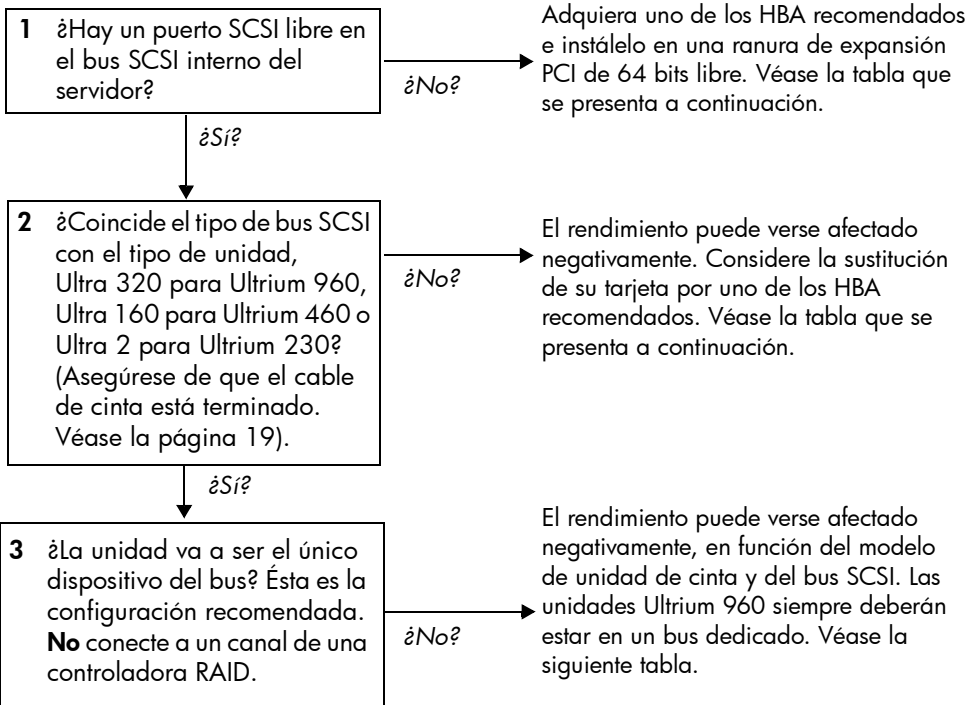 1 ¿Hay un puerto SCSI libre en
el bus SCSI interno del
servidor?
¿No?
Adquiera uno de los HBA recomendados
e instálelo en una ranura de expansión
PCI de 64 bits libre. Véase la tabla que
se presenta a continuación.
¿Sí?
2 ¿Coincide el tipo de bus SCSI
con el tipo de unidad,
Ultra 320 para Ultrium 960,
Ultra 160 para Ultrium 460 o
Ultra 2 para Ultrium 230?
(Asegúrese de que el cable
de cinta está terminado.
Véase la página 19).
¿No?
El rendimiento puede verse afectado
negativamente. Considere la sustitución
de su tarjeta por uno de los HBA
recomendados. Véase la tabla que se
presenta a continuación.
¿Sí?
3 ¿La unidad va a ser el único
dispositivo del bus? Ésta es la
configuración recomendada.
No conecte a un canal de una
controladora RAID.
¿No?
El rendimiento puede verse afectado
negativamente, en función del modelo
de unidad de cinta y del bus SCSI. Las
unidades Ultrium 960 siempre deberán
estar en un bus dedicado. Véase la
siguiente tabla.